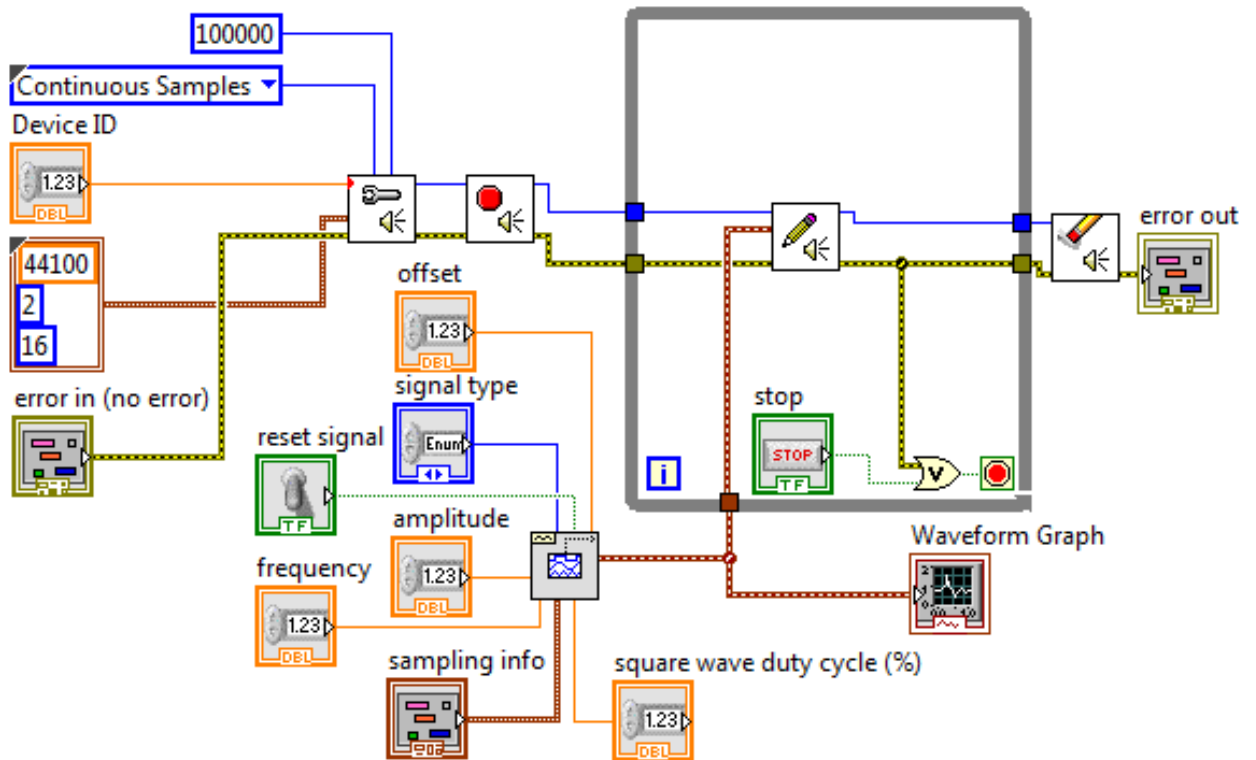 100000
Continuous Samples
Device ID
1.23
DBL
44100
2
16
error in (no error)
offset
1.23
DBL
signal type
Enum
reset signal
TF
amplitude
1.23
DBL
frequency
1.23
DBL
sampling info
square wave duty cycle (%)
1.23
DBL
i
stop
STOP
TF
V
error out
Waveform Graph